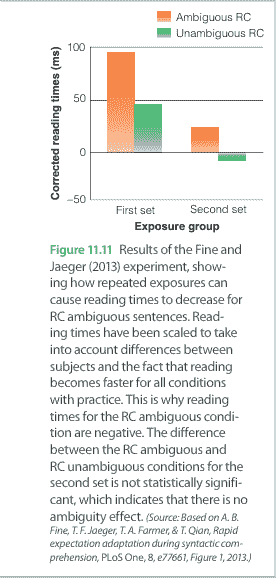 Ambiguous RC
Unambiguous RC
Corrected reading times (ms)
100
50
0
–50
First set
Second set
Exposure group
Figure 11.11 Results of the Fine and
Jaeger (2013) experiment, show-
ing how repeated exposures can
cause reading times to decrease for
RC ambiguous sentences. Read-
ing times have been scaled to take
into account differences between
subjects and the fact that reading
becomes faster for all conditions
with practice. This is why reading
times for the RC ambiguous condi-
tion are negative. The difference
between the RC ambiguous and
RC unambiguous conditions for the
second set is not statistically signifi-
cant, which indicates that there is no
ambiguity effect. (Source: Based on A. B.
Fine, T. F. Jaeger, T. A. Farmer, & T. Qian, Rapid
expectation adaptation during syntactic com-
prehension, PLoS One, 8, e77661, Figure 1, 2013.)